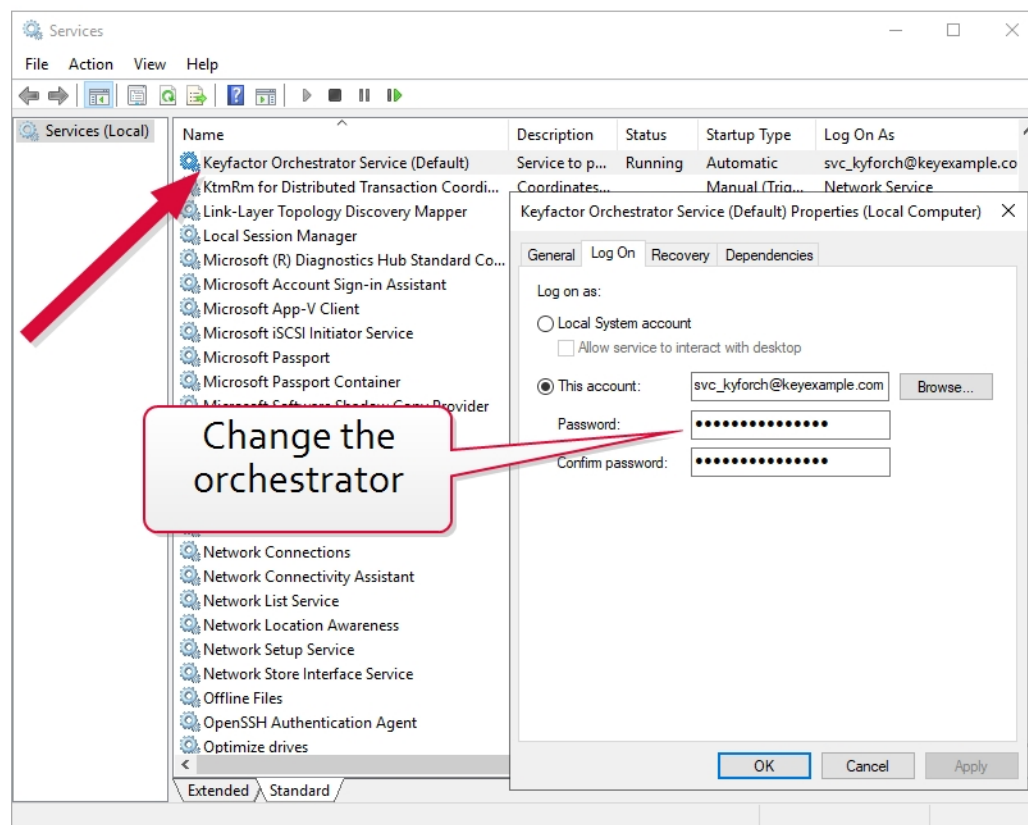 Services
File Action View Help
Services (Local)
Name Description Status Startup Type Log On As
Keyfactor Orchestrator Service (Default) Service to p... Running Automatic svc_kyforch@keyexample.co
KtmRm for Distributed Transaction Coordi... Coordinates... Manual (Trig... Network Service
Link-Layer Topology Discovery Mapper
Local Session Manager
Microsoft (R) Diagnostics Hub Standard Co...
Microsoft Account Sign-in Assistant
Microsoft App-V Client
Microsoft iSCSI Initiator Service
Microsoft Passport
Microsoft Passport Container
Microsoft Software Shadow Copy Provider
Network Connections
Network Connectivity Assistant
Network List Service
Network Location Awareness
Network Setup Service
Network Store Interface Service
Offline Files
OpenSSH Authentication Agent
Optimize drives
Extended Standard
Keyfactor Orchestrator Service (Default) Properties (Local Computer)
General Log On Recovery Dependencies
Log on as:
Local System account
Allow service to interact with desktop
This account: svc_kyforch@keyexample.com Browse...
Password: •••••••••••••••
Confirm password: •••••••••••••••
OK Cancel Apply
Change the
orchestrator